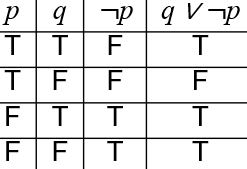 p q ¬p q ∨ ¬p
T T F T
T F F F
F T T T
F F T T